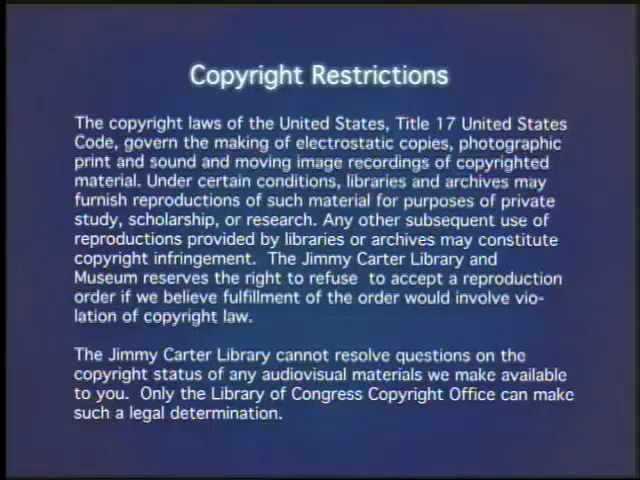 Copyright Restrictions
The copyright laws of the United States, Title 17 United States
Code, govern the making of electrostatic copies, photographic
print and sound and moving image recordings of copyrighted
material. Under certain conditions, libraries and archives may
furnish reproductions of such material for purposes of private
study, scholarship, or research. Any other subsequent use of
reproductions provided by libraries or archives may constitute
copyright infringement.  The Jimmy Carter Library and
Museum reserves the right to refuse  to accept a reproduction
order if we believe fulfillment of the order would involve vio-
lation of copyright law.
The Jimmy Carter Library cannot resolve questions on the
copyright status of any audiovisual materials we make available
to you.  Only the Library of Congress Copyright Office can make
such a legal determination.